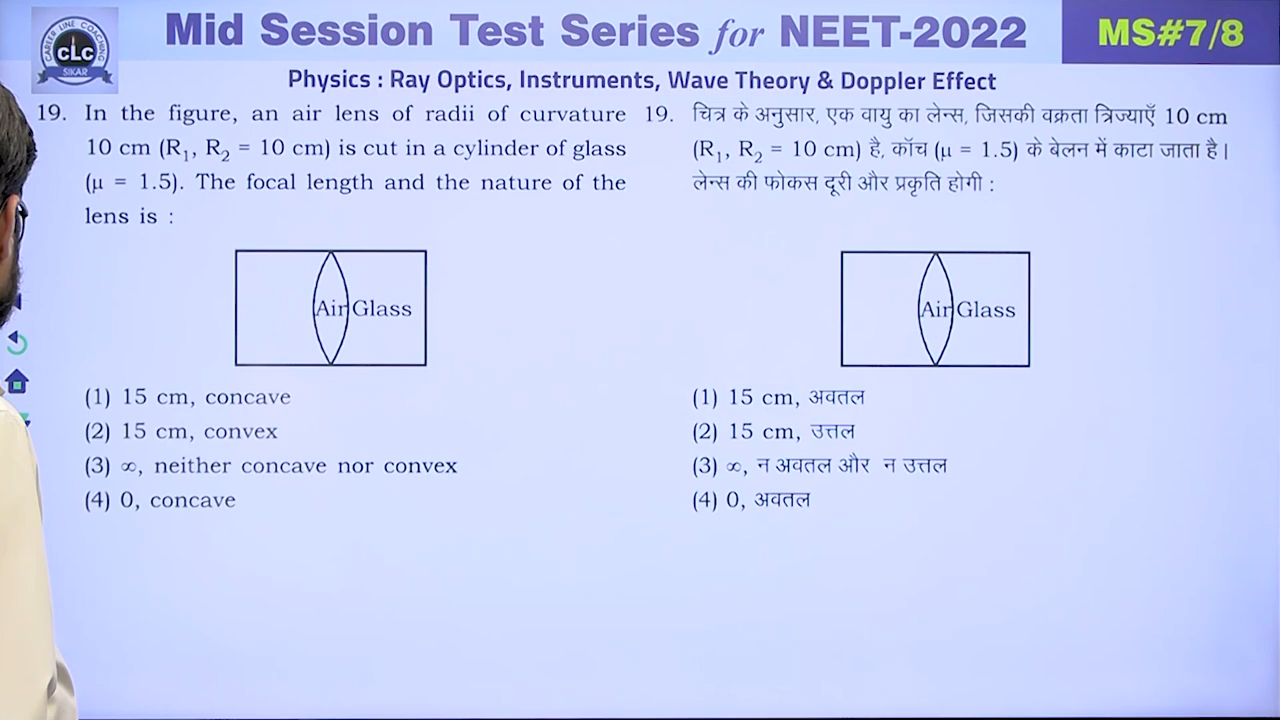 Mid Session Test Series for NEET-2022
MS#7/8
CAREER LINE COACHING
CLC
SIKAR
Physics : Ray Optics, Instruments, Wave Theory & Doppler Effect
19. In the figure, an air lens of radii of curvature
10 cm (R₁, R₂ = 10 cm) is cut in a cylinder of glass
(μ = 1.5). The focal length and the nature of the
lens is :
Air Glass
(1) 15 cm, concave
(2) 15 cm, convex
(3) ∞, neither concave nor convex
(4) 0, concave
19. चित्र के अनुसार, एक वायु का लेन्स, जिसकी वक्रता त्रिज्याएँ 10 cm
(R₁, R₂ = 10 cm) है, काँच (μ = 1.5) के बेलन में काटा जाता है।
लेन्स की फोकस दूरी और प्रकृति होगी :
Air Glass
(1) 15 cm, अवतल
(2) 15 cm, उत्तल
(3) ∞, न अवतल और न उत्तल
(4) 0, अवतल